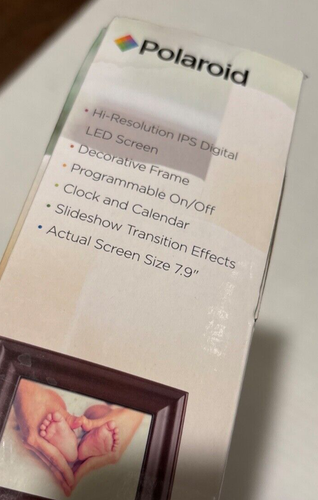 Polaroid
• Hi-Resolution IPS Digital
LED Screen
• Decorative Frame
• Programmable On/Off
• Clock and Calendar
• Slideshow Transition Effects
• Actual Screen Size 7.9"